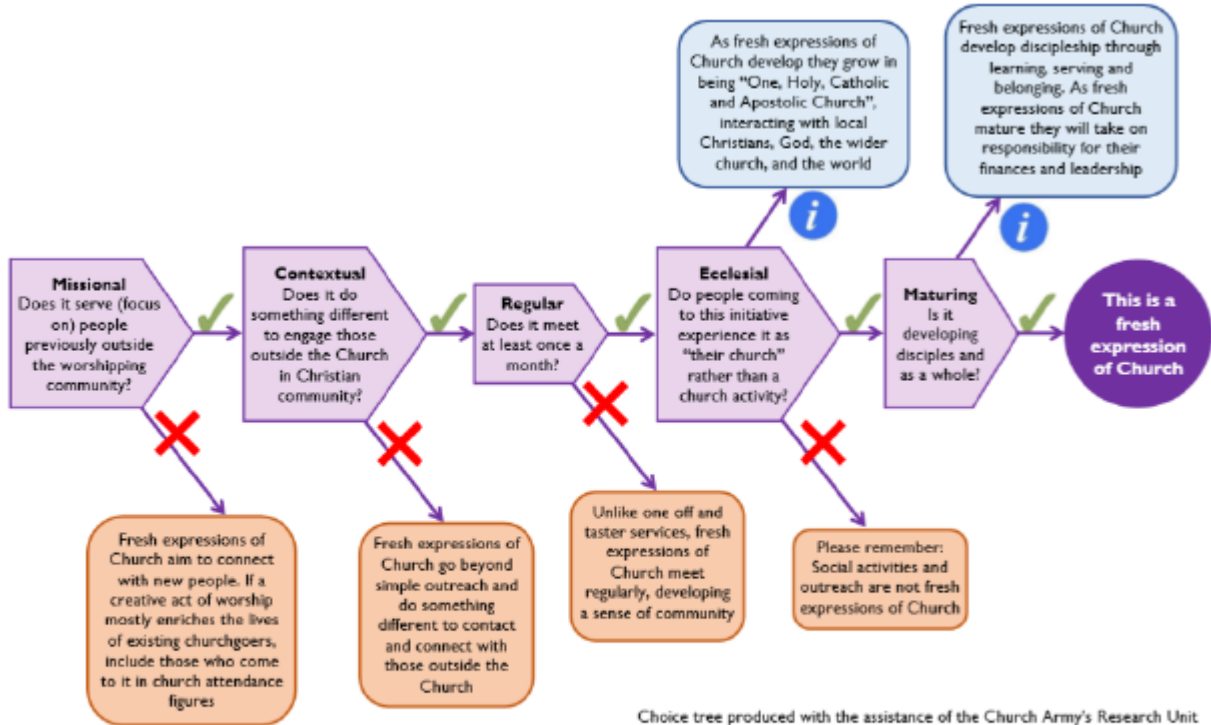 As fresh expressions of
Church develop they grow in
being “One, Holy, Catholic
and Apostolic Church”,
interacting with local
Christians, God, the wider
church, and the world
Fresh expressions of Church
develop discipleship through
learning, serving and
belonging. As fresh
expressions of Church
mature they will take on
responsibility for their
finances and leadership
i
i
Missional
Does it serve (focus
on) people
previously outside
the worshipping
community?
Contextual
Does it do
something different
to engage those
outside the Church
in Christian
community?
Regular
Does it meet
at least once a
month?
Ecclesial
Do people coming
to this initiative
experience it as
“their church”
rather than a
church activity?
Maturing
Is it
developing
disciples and
as a whole?
This is a
fresh
expression
of Church
Fresh expressions of
Church aim to connect
with new people. If a
creative act of worship
mostly enriches the lives
of existing churchgoers,
include those who come
to it in church attendance
figures
Fresh expressions of
Church go beyond
simple outreach and
do something
different to contact
and connect with
those outside the
Church
Unlike one off and
taster services, fresh
expressions of
Church meet
regularly, developing
a sense of community
Please remember:
Social activities and
outreach are not fresh
expressions of Church
Choice tree produced with the assistance of the Church Army's Research Unit